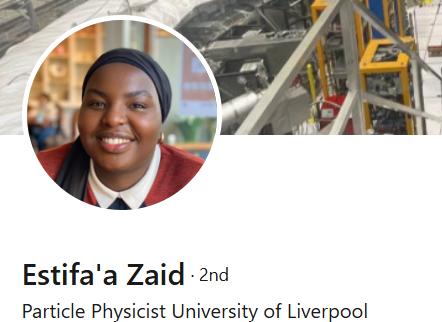 Estifa'a Zaid · 2nd
Particle Physicist University of Liverpool